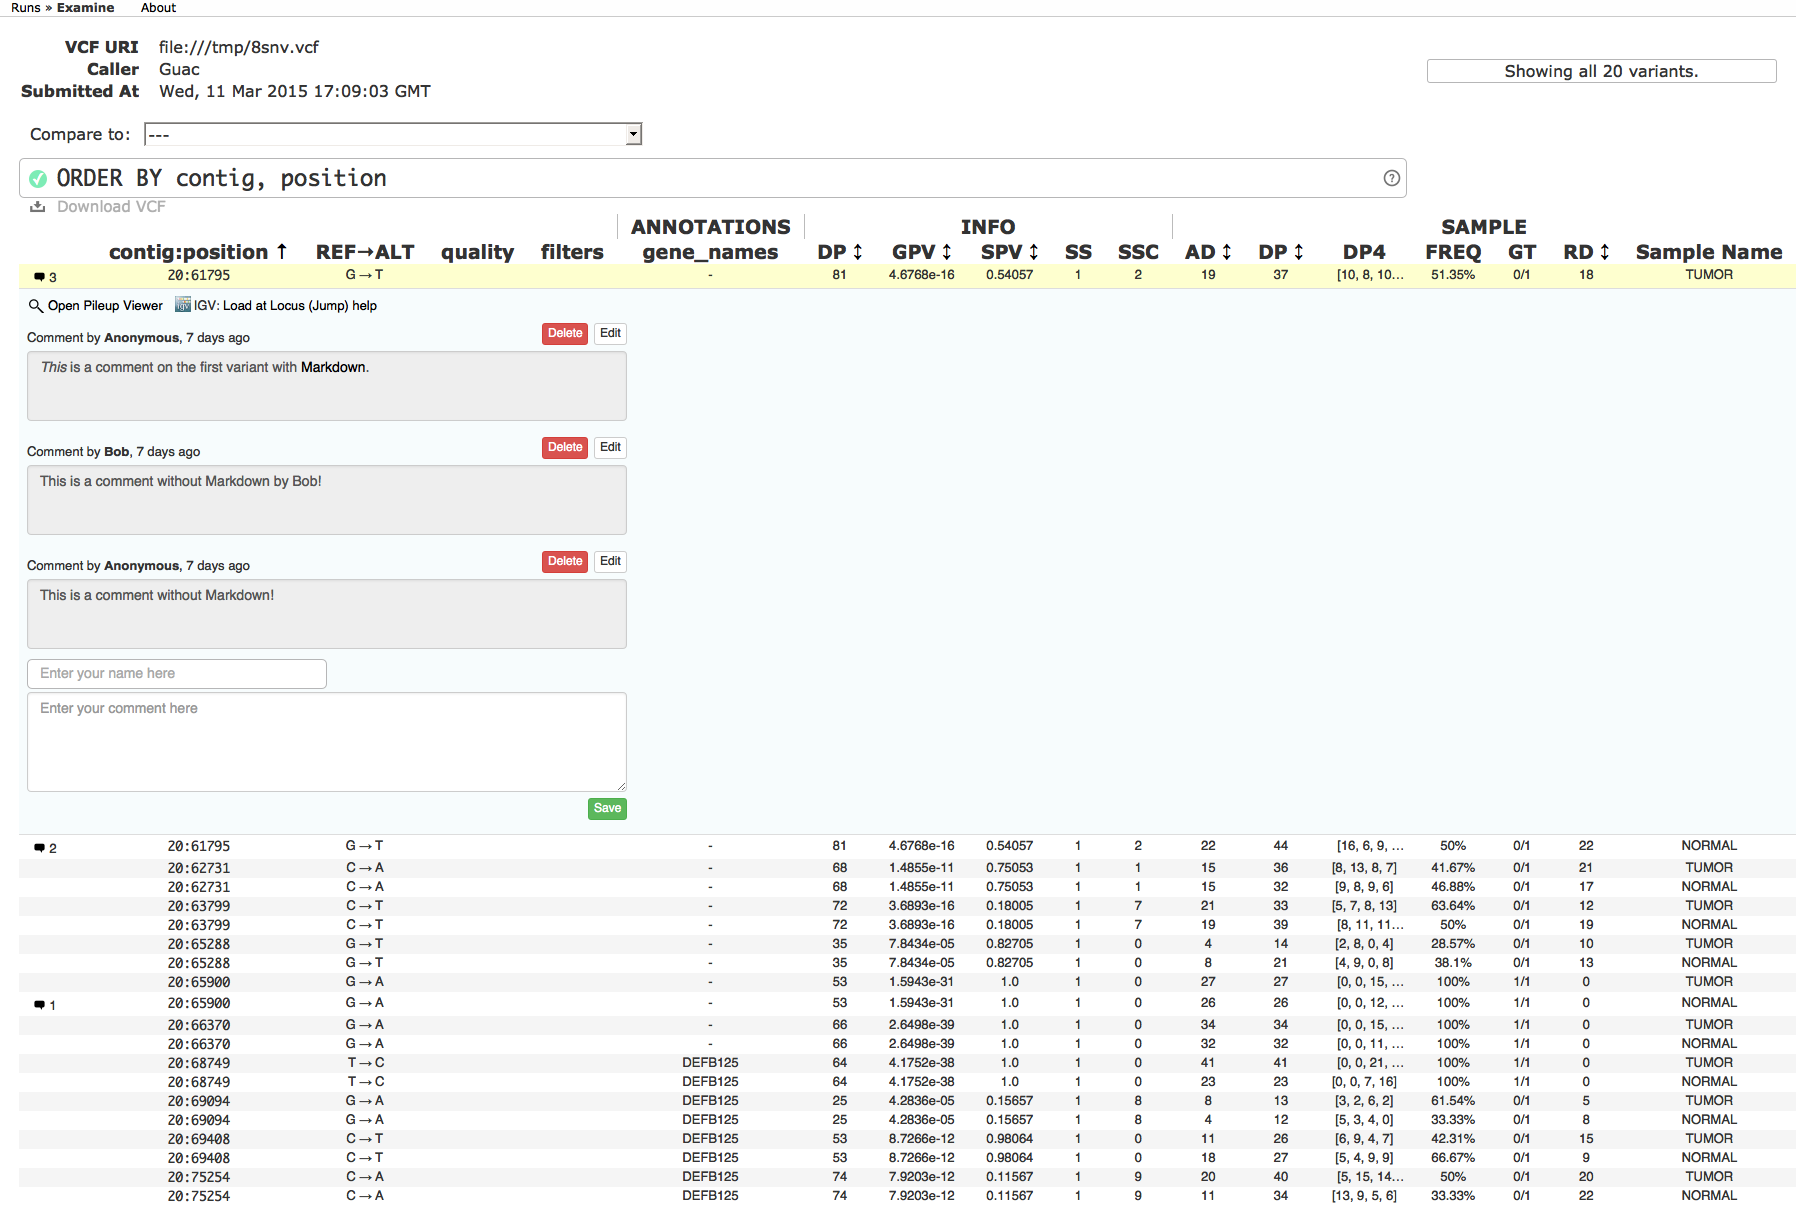 Runs » Examine About
VCF URI file:///tmp/8snv.vcf
Caller Guac
Submitted At Wed, 11 Mar 2015 17:09:03 GMT
Showing all 20 variants.
Compare to: ---
ORDER BY contig, position ?
Download VCF
ANNOTATIONS INFO SAMPLE
contig:position ↑ REF→ALT quality filters gene_names DP ↕ GPV ↕ SPV ↕ SS SSC AD ↕ DP ↕ DP4 FREQ GT RD ↕ Sample Name
3 20:61795 G→T - 81 4.6768e-16 0.54057 1 2 19 37 [10, 8, 10... 51.35% 0/1 18 TUMOR
Open Pileup Viewer igv IGV: Load at Locus (Jump) help
Comment by Anonymous, 7 days ago Delete Edit
This is a comment on the first variant with Markdown.
Comment by Bob, 7 days ago Delete Edit
This is a comment without Markdown by Bob!
Comment by Anonymous, 7 days ago Delete Edit
This is a comment without Markdown!
Enter your name here
Enter your comment here
Save
2 20:61795 G→T - 81 4.6768e-16 0.54057 1 2 22 44 [16, 6, 9, ... 50% 0/1 22 NORMAL
20:62731 C→A - 68 1.4855e-11 0.75053 1 1 15 36 [8, 13, 8, 7] 41.67% 0/1 21 TUMOR
20:62731 C→A - 68 1.4855e-11 0.75053 1 1 15 32 [9, 8, 9, 6] 46.88% 0/1 17 NORMAL
20:63799 C→T - 72 3.6893e-16 0.18005 1 7 21 33 [5, 7, 8, 13] 63.64% 0/1 12 TUMOR
20:63799 C→T - 72 3.6893e-16 0.18005 1 7 19 39 [8, 11, 11... 50% 0/1 19 NORMAL
20:65288 G→T - 35 7.8434e-05 0.82705 1 0 4 14 [2, 8, 0, 4] 28.57% 0/1 10 TUMOR
20:65288 G→T - 35 7.8434e-05 0.82705 1 0 8 21 [4, 9, 0, 8] 38.1% 0/1 13 NORMAL
20:65900 G→A - 53 1.5943e-31 1.0 1 0 27 27 [0, 0, 15, ... 100% 1/1 0 TUMOR
1 20:65900 G→A - 53 1.5943e-31 1.0 1 0 26 26 [0, 0, 12, ... 100% 1/1 0 NORMAL
20:66370 G→A - 66 2.6498e-39 1.0 1 0 34 34 [0, 0, 15, ... 100% 1/1 0 TUMOR
20:66370 G→A - 66 2.6498e-39 1.0 1 0 32 32 [0, 0, 11, ... 100% 1/1 0 NORMAL
20:68749 T→C DEFB125 64 4.1752e-38 1.0 1 0 41 41 [0, 0, 21, ... 100% 1/1 0 TUMOR
20:68749 T→C DEFB125 64 4.1752e-38 1.0 1 0 23 23 [0, 0, 7, 16] 100% 1/1 0 NORMAL
20:69094 G→A DEFB125 25 4.2836e-05 0.15657 1 8 8 13 [3, 2, 6, 2] 61.54% 0/1 5 TUMOR
20:69094 G→A DEFB125 25 4.2836e-05 0.15657 1 8 4 12 [5, 3, 4, 0] 33.33% 0/1 8 NORMAL
20:69408 C→T DEFB125 53 8.7266e-12 0.98064 1 0 11 26 [6, 9, 4, 7] 42.31% 0/1 15 TUMOR
20:69408 C→T DEFB125 53 8.7266e-12 0.98064 1 0 18 27 [5, 4, 9, 9] 66.67% 0/1 9 NORMAL
20:75254 C→A DEFB125 74 7.9203e-12 0.11567 1 9 20 40 [5, 15, 14... 50% 0/1 20 TUMOR
20:75254 C→A DEFB125 74 7.9203e-12 0.11567 1 9 11 34 [13, 9, 5, 6] 33.33% 0/1 22 NORMAL